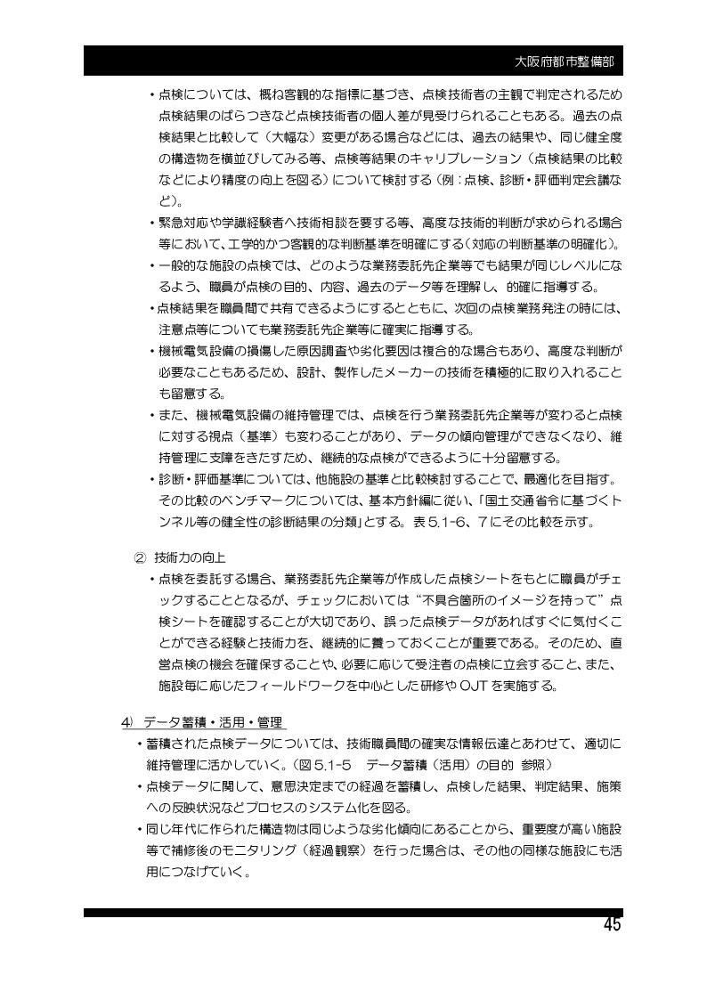 大阪府都市整備部
・点検については、概ね客観的な指標に基づき、点検技術者の主観で判定されるため
点検結果のばらつきなど点検技術者の個人差が見受けられることもある。過去の点
検結果と比較して（大幅な）変更がある場合などには、過去の結果や、同じ健全度
の構造物を横並びしてみる等、点検等結果のキャリブレーション（点検結果の比較
などにより精度の向上を図る）について検討する（例：点検、診断・評価判定会議な
ど）。
・緊急対応や学識経験者へ技術相談を要する等、高度な技術的判断が求められる場合
等において、工学的かつ客観的な判断基準を明確にする（対応の判断基準の明確化）。
・一般的な施設の点検では、どのような業務委託先企業等でも結果が同じレベルにな
るよう、職員が点検の目的、内容、過去のデータ等を理解し、的確に指導する。
・点検結果を職員間で共有できるようにするとともに、次回の点検業務発注の時には、
注意点等についても業務委託先企業等に確実に指導する。
・機械電気設備の損傷した原因調査や劣化要因は複合的な場合もあり、高度な判断が
必要なこともあるため、設計、製作したメーカーの技術を積極的に取り入れること
も留意する。
・また、機械電気設備の維持管理では、点検を行う業務委託先企業等が変わると点検
に対する視点（基準）も変わることがあり、データの傾向管理ができなくなり、維
持管理に支障をきたすため、継続的な点検ができるように十分留意する。
・診断・評価基準については、他施設の基準と比較検討することで、最適化を目指す。
その比較のベンチマークについては、基本方針編に従い、「国土交通省令に基づくト
ンネル等の健全性の診断結果の分類」とする。表 5.1-6、7 にその比較を示す。
② 技術力の向上
・点検を委託する場合、業務委託先企業等が作成した点検シートをもとに職員がチェ
ックすることとなるが、チェックにおいては“不具合箇所のイメージを持って”点
検シートを確認することが大切であり、誤った点検データがあればすぐに気付くこ
とができる経験と技術力を、継続的に養っておくことが重要である。そのため、直
営点検の機会を確保することや、必要に応じて受注者の点検に立会すること、また、
施設毎に応じたフィールドワークを中心とした研修や OJT を実施する。
4） データ蓄積・活用・管理
・蓄積された点検データについては、技術職員間の確実な情報伝達とあわせて、適切に
維持管理に活かしていく。（図 5.1-5　データ蓄積（活用）の目的 参照）
・点検データに関して、意思決定までの経過を蓄積し、点検した結果、判定結果、施策
への反映状況などプロセスのシステム化を図る。
・同じ年代に作られた構造物は同じような劣化傾向にあることから、重要度が高い施設
等で補修後のモニタリング（経過観察）を行った場合は、その他の同様な施設にも活
用につなげていく。
45